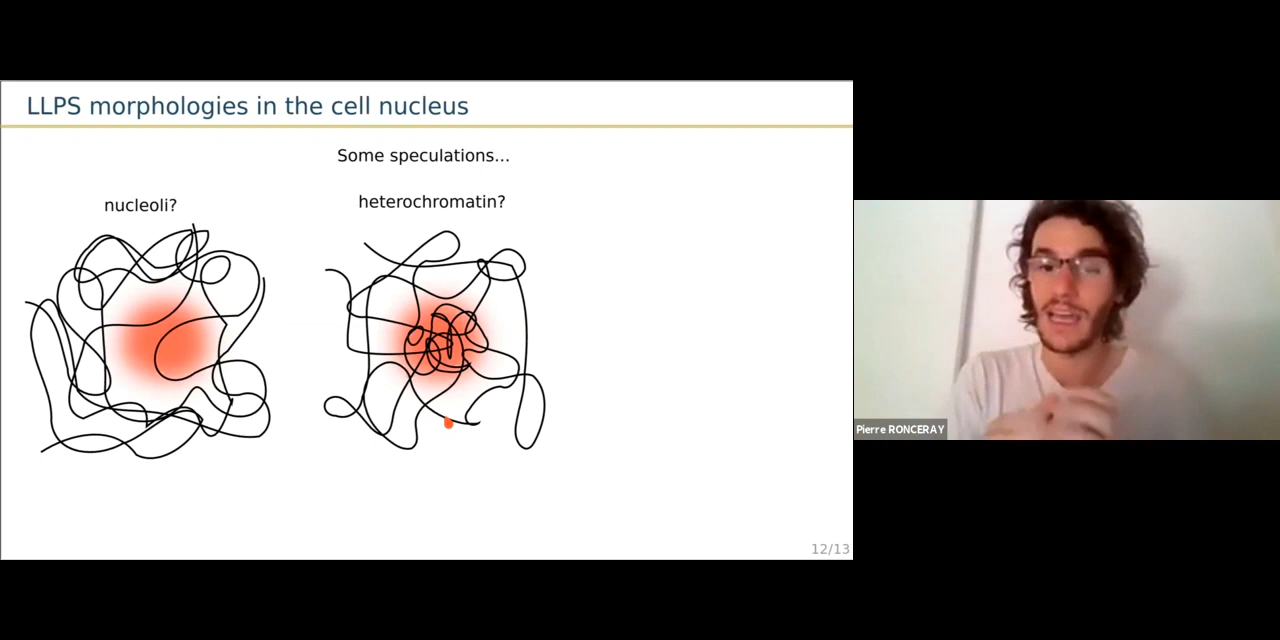 LLPS morphologies in the cell nucleus
Some speculations...
nucleoli?
heterochromatin?
12/13
Pierre RONCERAY